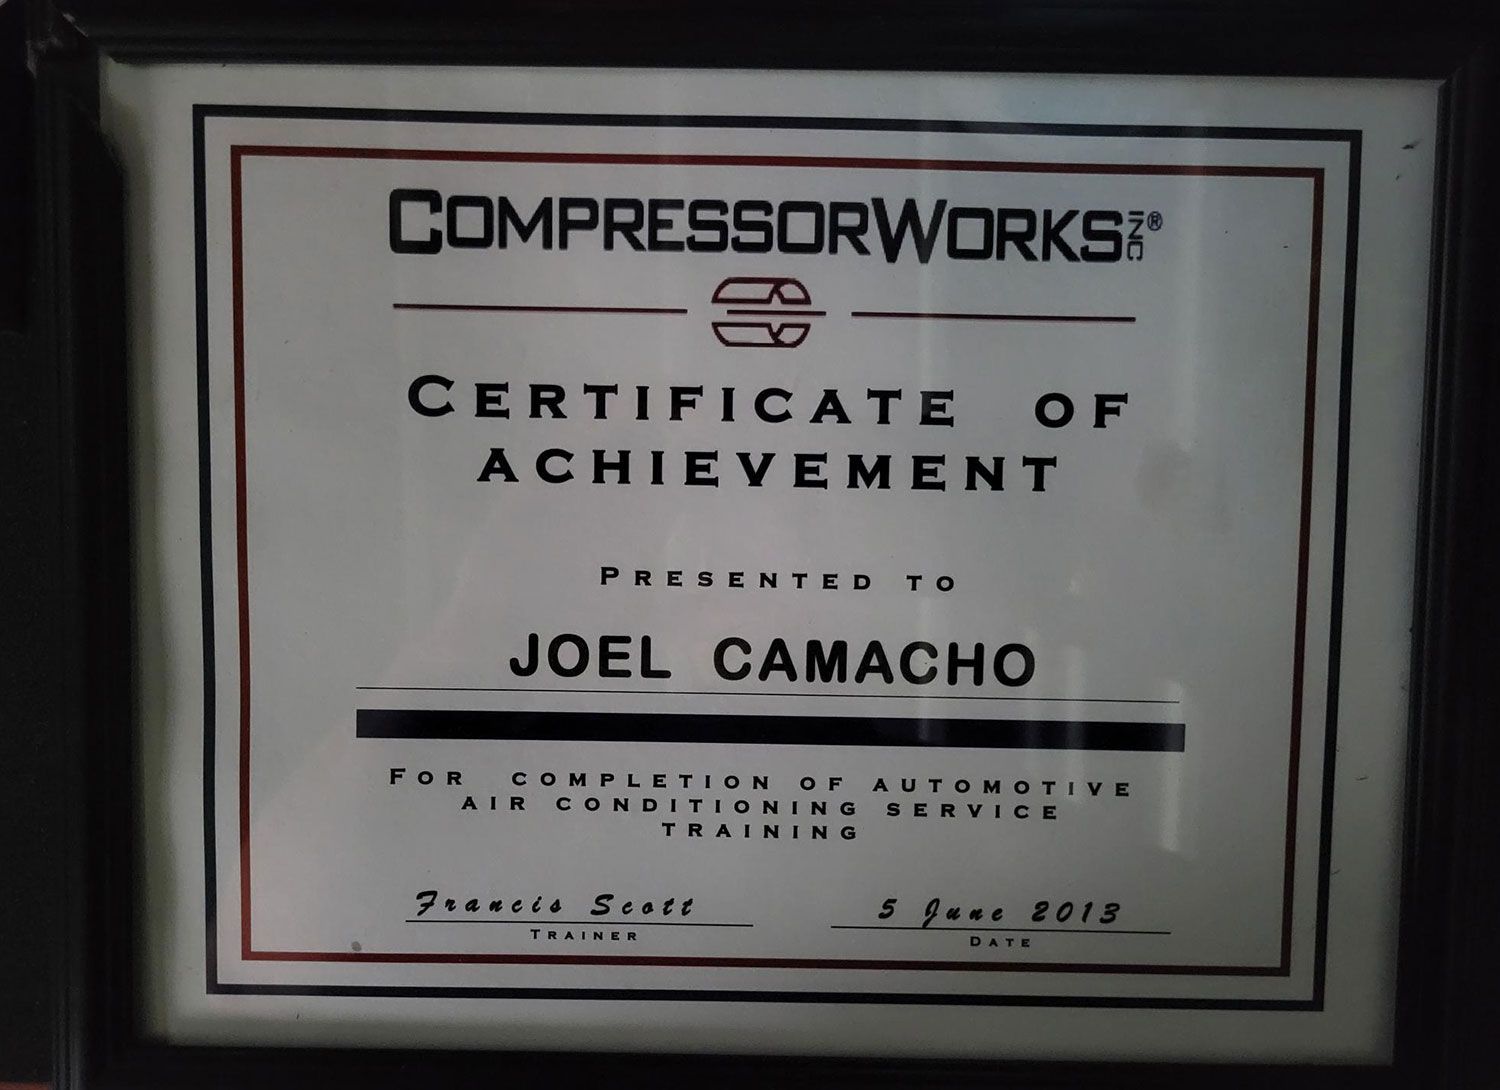 COMPRESSORWORKS INC®
CERTIFICATE OF
ACHIEVEMENT
PRESENTED TO
JOEL CAMACHO
FOR COMPLETION OF AUTOMOTIVE
AIR CONDITIONING SERVICE
TRAINING
Francis Scott 5 June 2013
TRAINER DATE